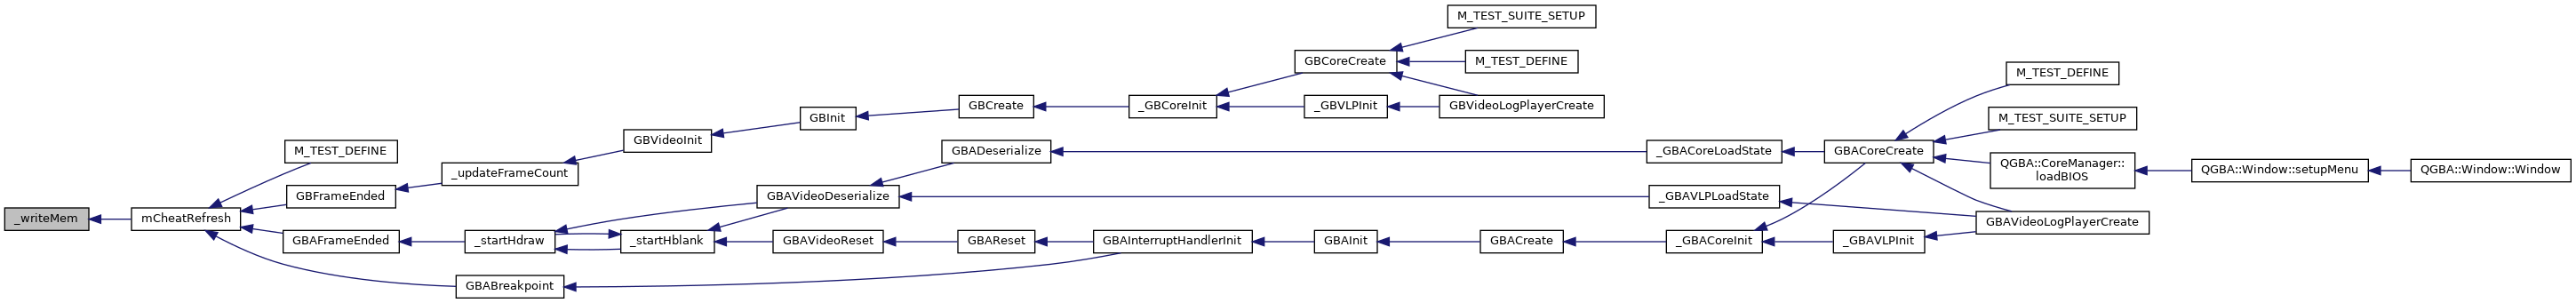 M_TEST_SUITE_SETUP
GBCoreCreate
M_TEST_DEFINE
M_TEST_DEFINE
GBCreate
_GBCoreInit
_GBVLPInit
GBVideoLogPlayerCreate
GBInit
M_TEST_SUITE_SETUP
GBVideoInit
M_TEST_DEFINE
GBADeserialize
_GBACoreLoadState
GBACoreCreate
QGBA::CoreManager::
loadBIOS
QGBA::Window::setupMenu
QGBA::Window::Window
_updateFrameCount
GBFrameEnded
GBAVideoDeserialize
_GBAVLPLoadState
_writeMem
mCheatRefresh
GBAVideoLogPlayerCreate
GBAFrameEnded
_startHdraw
_startHblank
GBAVideoReset
GBAReset
GBAInterruptHandlerInit
GBAInit
GBACreate
_GBACoreInit
_GBAVLPInit
GBABreakpoint